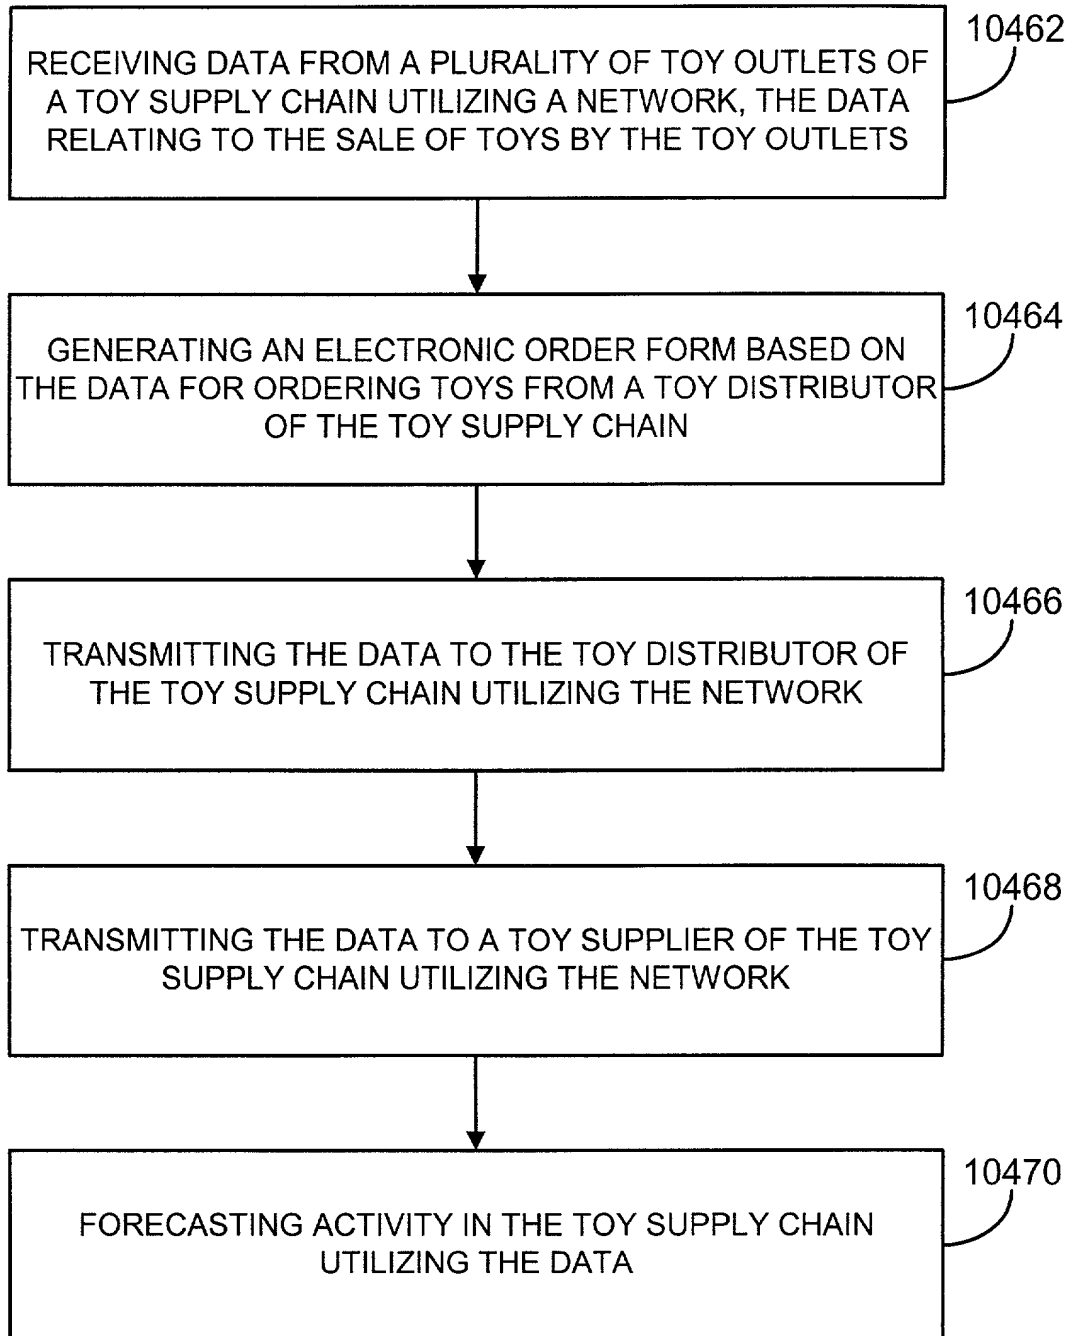 10462
RECEIVING DATA FROM A PLURALITY OF TOY OUTLETS OF
A TOY SUPPLY CHAIN UTILIZING A NETWORK, THE DATA
RELATING TO THE SALE OF TOYS BY THE TOY OUTLETS
10464
GENERATING AN ELECTRONIC ORDER FORM BASED ON
THE DATA FOR ORDERING TOYS FROM A TOY DISTRIBUTOR
OF THE TOY SUPPLY CHAIN
10466
TRANSMITTING THE DATA TO THE TOY DISTRIBUTOR OF
THE TOY SUPPLY CHAIN UTILIZING THE NETWORK
10468
TRANSMITTING THE DATA TO A TOY SUPPLIER OF THE TOY
SUPPLY CHAIN UTILIZING THE NETWORK
10470
FORECASTING ACTIVITY IN THE TOY SUPPLY CHAIN
UTILIZING THE DATA